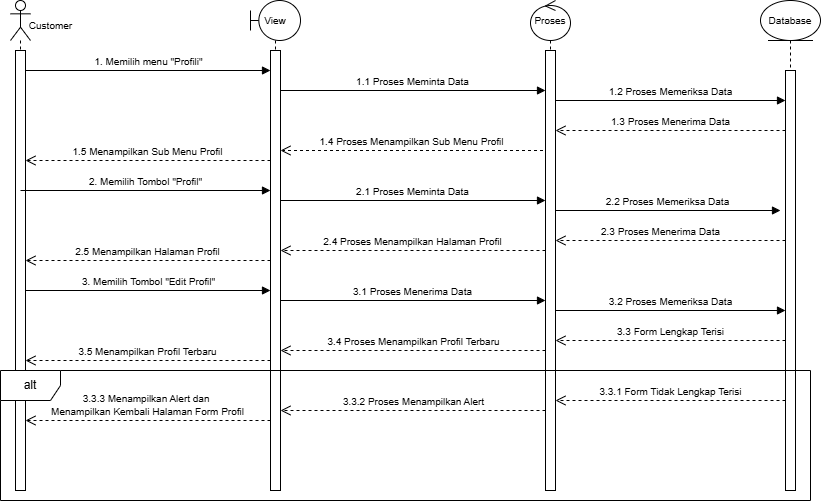 Customer
View
Proses
Database
1. Memilih menu "Profili"
1.1 Proses Meminta Data
1.2 Proses Memeriksa Data
1.3 Proses Menerima Data
1.4 Proses Menampilkan Sub Menu Profil
1.5 Menampilkan Sub Menu Profil
2. Memilih Tombol "Profil"
2.1 Proses Meminta Data
2.2 Proses Memeriksa Data
2.3 Proses Menerima Data
2.4 Proses Menampilkan Halaman Profil
2.5 Menampilkan Halaman Profil
3. Memilih Tombol "Edit Profil"
3.1 Proses Menerima Data
3.2 Proses Memeriksa Data
3.3 Form Lengkap Terisi
3.4 Proses Menampilkan Profil Terbaru
3.5 Menampilkan Profil Terbaru
alt
3.3.1 Form Tidak Lengkap Terisi
3.3.2 Proses Menampilkan Alert
3.3.3 Menampilkan Alert dan
Menampilkan Kembali Halaman Form Profil